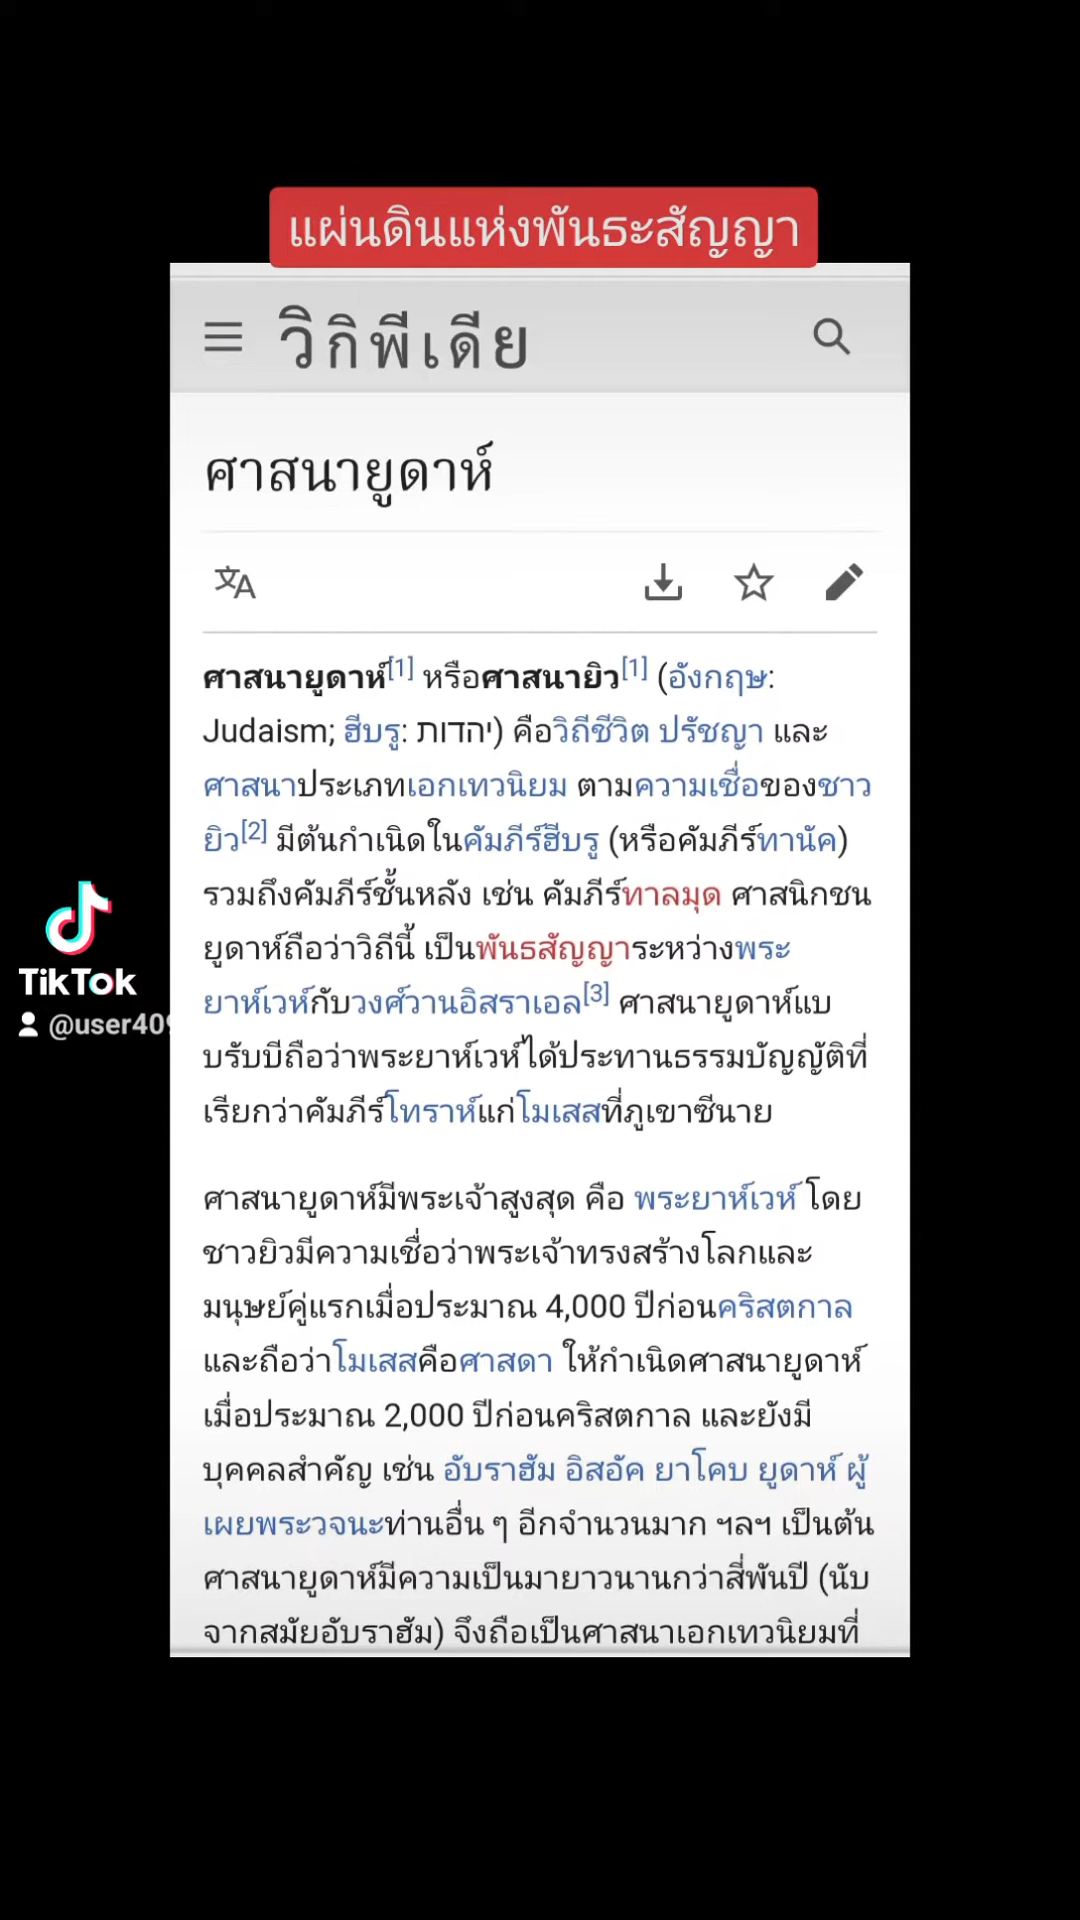 แผ่นดินแห่งพันธะสัญญา
วิกิพีเดีย
ศาสนายูดาห์
ศาสนายูดาห์[1] หรือศาสนายิว[1] (อังกฤษ:
Judaism; ฮีบรู: יהדות) คือวิถีชีวิต ปรัชญา และ
ศาสนาประเภทเอกเทวนิยม ตามความเชื่อของชาว
ยิว[2] มีต้นกำเนิดในคัมภีร์ฮีบรู (หรือคัมภีร์ทานัค)
รวมถึงคัมภีร์ชั้นหลัง เช่น คัมภีร์ทาลมุด ศาสนิกชน
ยูดาห์ถือว่าวิถีนี้ เป็นพันธสัญญาระหว่างพระ
ยาห์เวห์กับวงศ์วานอิสราเอล[3] ศาสนายูดาห์แบ
บรับบีถือว่าพระยาห์เวห์ได้ประทานธรรมบัญญัติที่
เรียกว่าคัมภีร์โทราห์แก่โมเสสที่ภูเขาซีนาย
ศาสนายูดาห์มีพระเจ้าสูงสุด คือ พระยาห์เวห์ โดย
ชาวยิวมีความเชื่อว่าพระเจ้าทรงสร้างโลกและ
มนุษย์คู่แรกเมื่อประมาณ 4,000 ปีก่อนคริสตกาล
และถือว่าโมเสสคือศาสดา ให้กำเนิดศาสนายูดาห์
เมื่อประมาณ 2,000 ปีก่อนคริสตกาล และยังมี
บุคคลสำคัญ เช่น อับราฮัม อิสอัค ยาโคบ ยูดาห์ ผู้
เผยพระวจนะท่านอื่น ๆ อีกจำนวนมาก ฯลฯ เป็นต้น
ศาสนายูดาห์มีความเป็นมายาวนานกว่าสี่พันปี (นับ
จากสมัยอับราฮัม) จึงถือเป็นศาสนาเอกเทวนิยมที่
TikTok
@user409